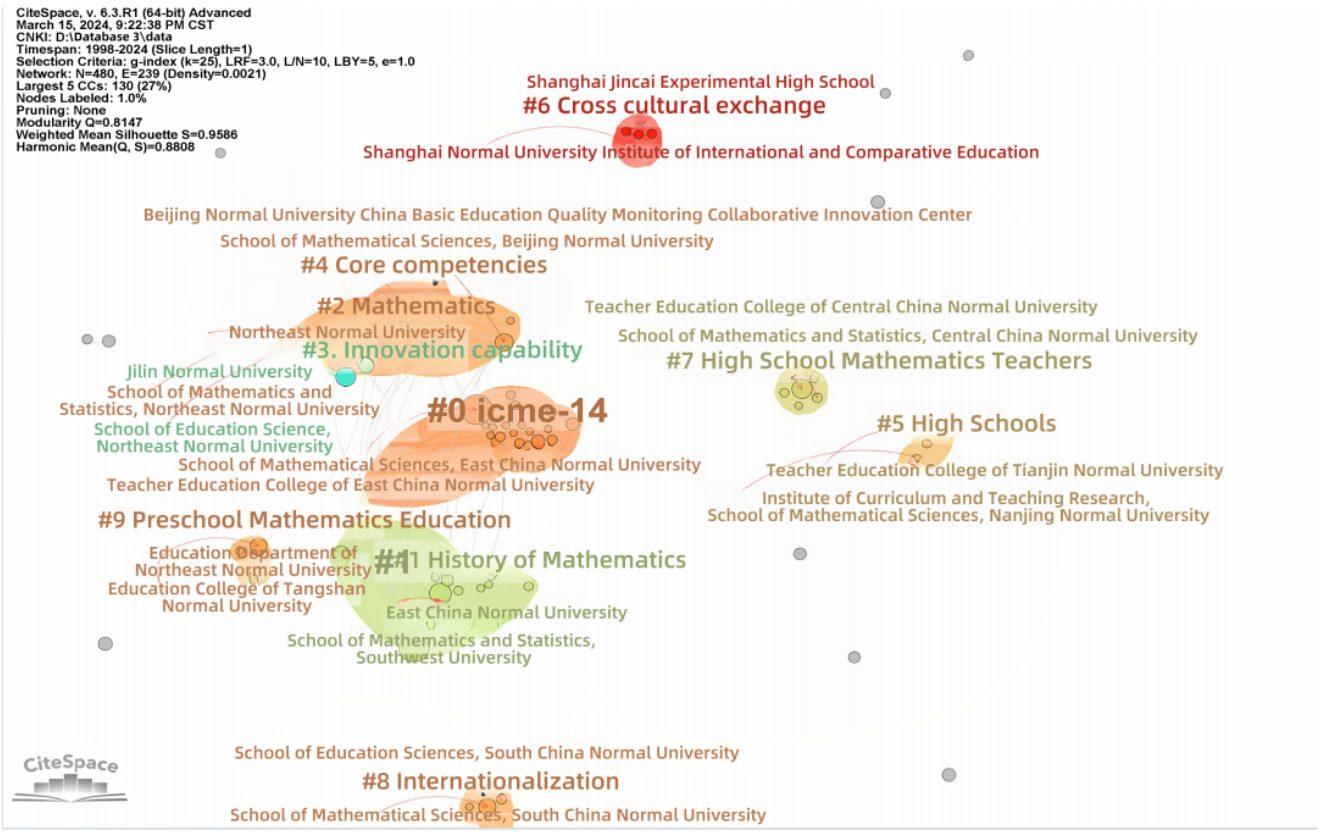 CiteSpace, v. 6.3.R1 (64-bit) Advanced
March 15, 2024, 9:22:38 PM CST
CNKI: D:\Database 3\data
Timespan: 1998-2024 (Slice Length=1)
Selection Criteria: g-index (k=25), LRF=3.0, L/N=10, LBY=5, e=1.0
Network: N=480, E=239 (Density=0.0021)
Largest 5 CCs: 130 (27%)
Nodes Labeled: 1.0%
Pruning: None
Modularity Q=0.8147
Weighted Mean Silhouette S=0.9586
Harmonic Mean(Q, S)=0.8808
Shanghai Jincai Experimental High School
#6 Cross cultural exchange
Shanghai Normal University Institute of International and Comparative Education
Beijing Normal University China Basic Education Quality Monitoring Collaborative Innovation Center
School of Mathematical Sciences, Beijing Normal University
#4 Core competencies
#2 Mathematics
Northeast Normal University
#3. Innovation capability
Jilin Normal University
School of Mathematics and
Statistics, Northeast Normal University
School of Education Science,
Northeast Normal University
Teacher Education College of Central China Normal University
School of Mathematics and Statistics, Central China Normal University
#7 High School Mathematics Teachers
#0 icme-14
#5 High Schools
School of Mathematical Sciences, East China Normal University
Teacher Education College of East China Normal University
Teacher Education College of Tianjin Normal University
Institute of Curriculum and Teaching Research,
School of Mathematical Sciences, Nanjing Normal University
#9 Preschool Mathematics Education
Education Department of
Northeast Normal University
Education College of Tangshan
Normal University
#1 #1 History of Mathematics
East China Normal University
School of Mathematics and Statistics,
Southwest University
School of Education Sciences, South China Normal University
#8 Internationalization
School of Mathematical Sciences, South China Normal University
CiteSpace